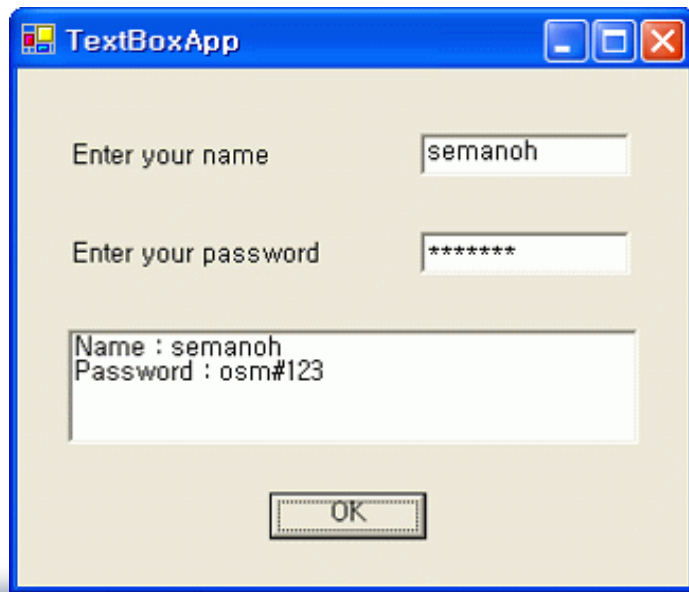 TextBoxApp
Enter your name
semanoh
Enter your password
*******
Name : semanoh
Password : osm#123
OK